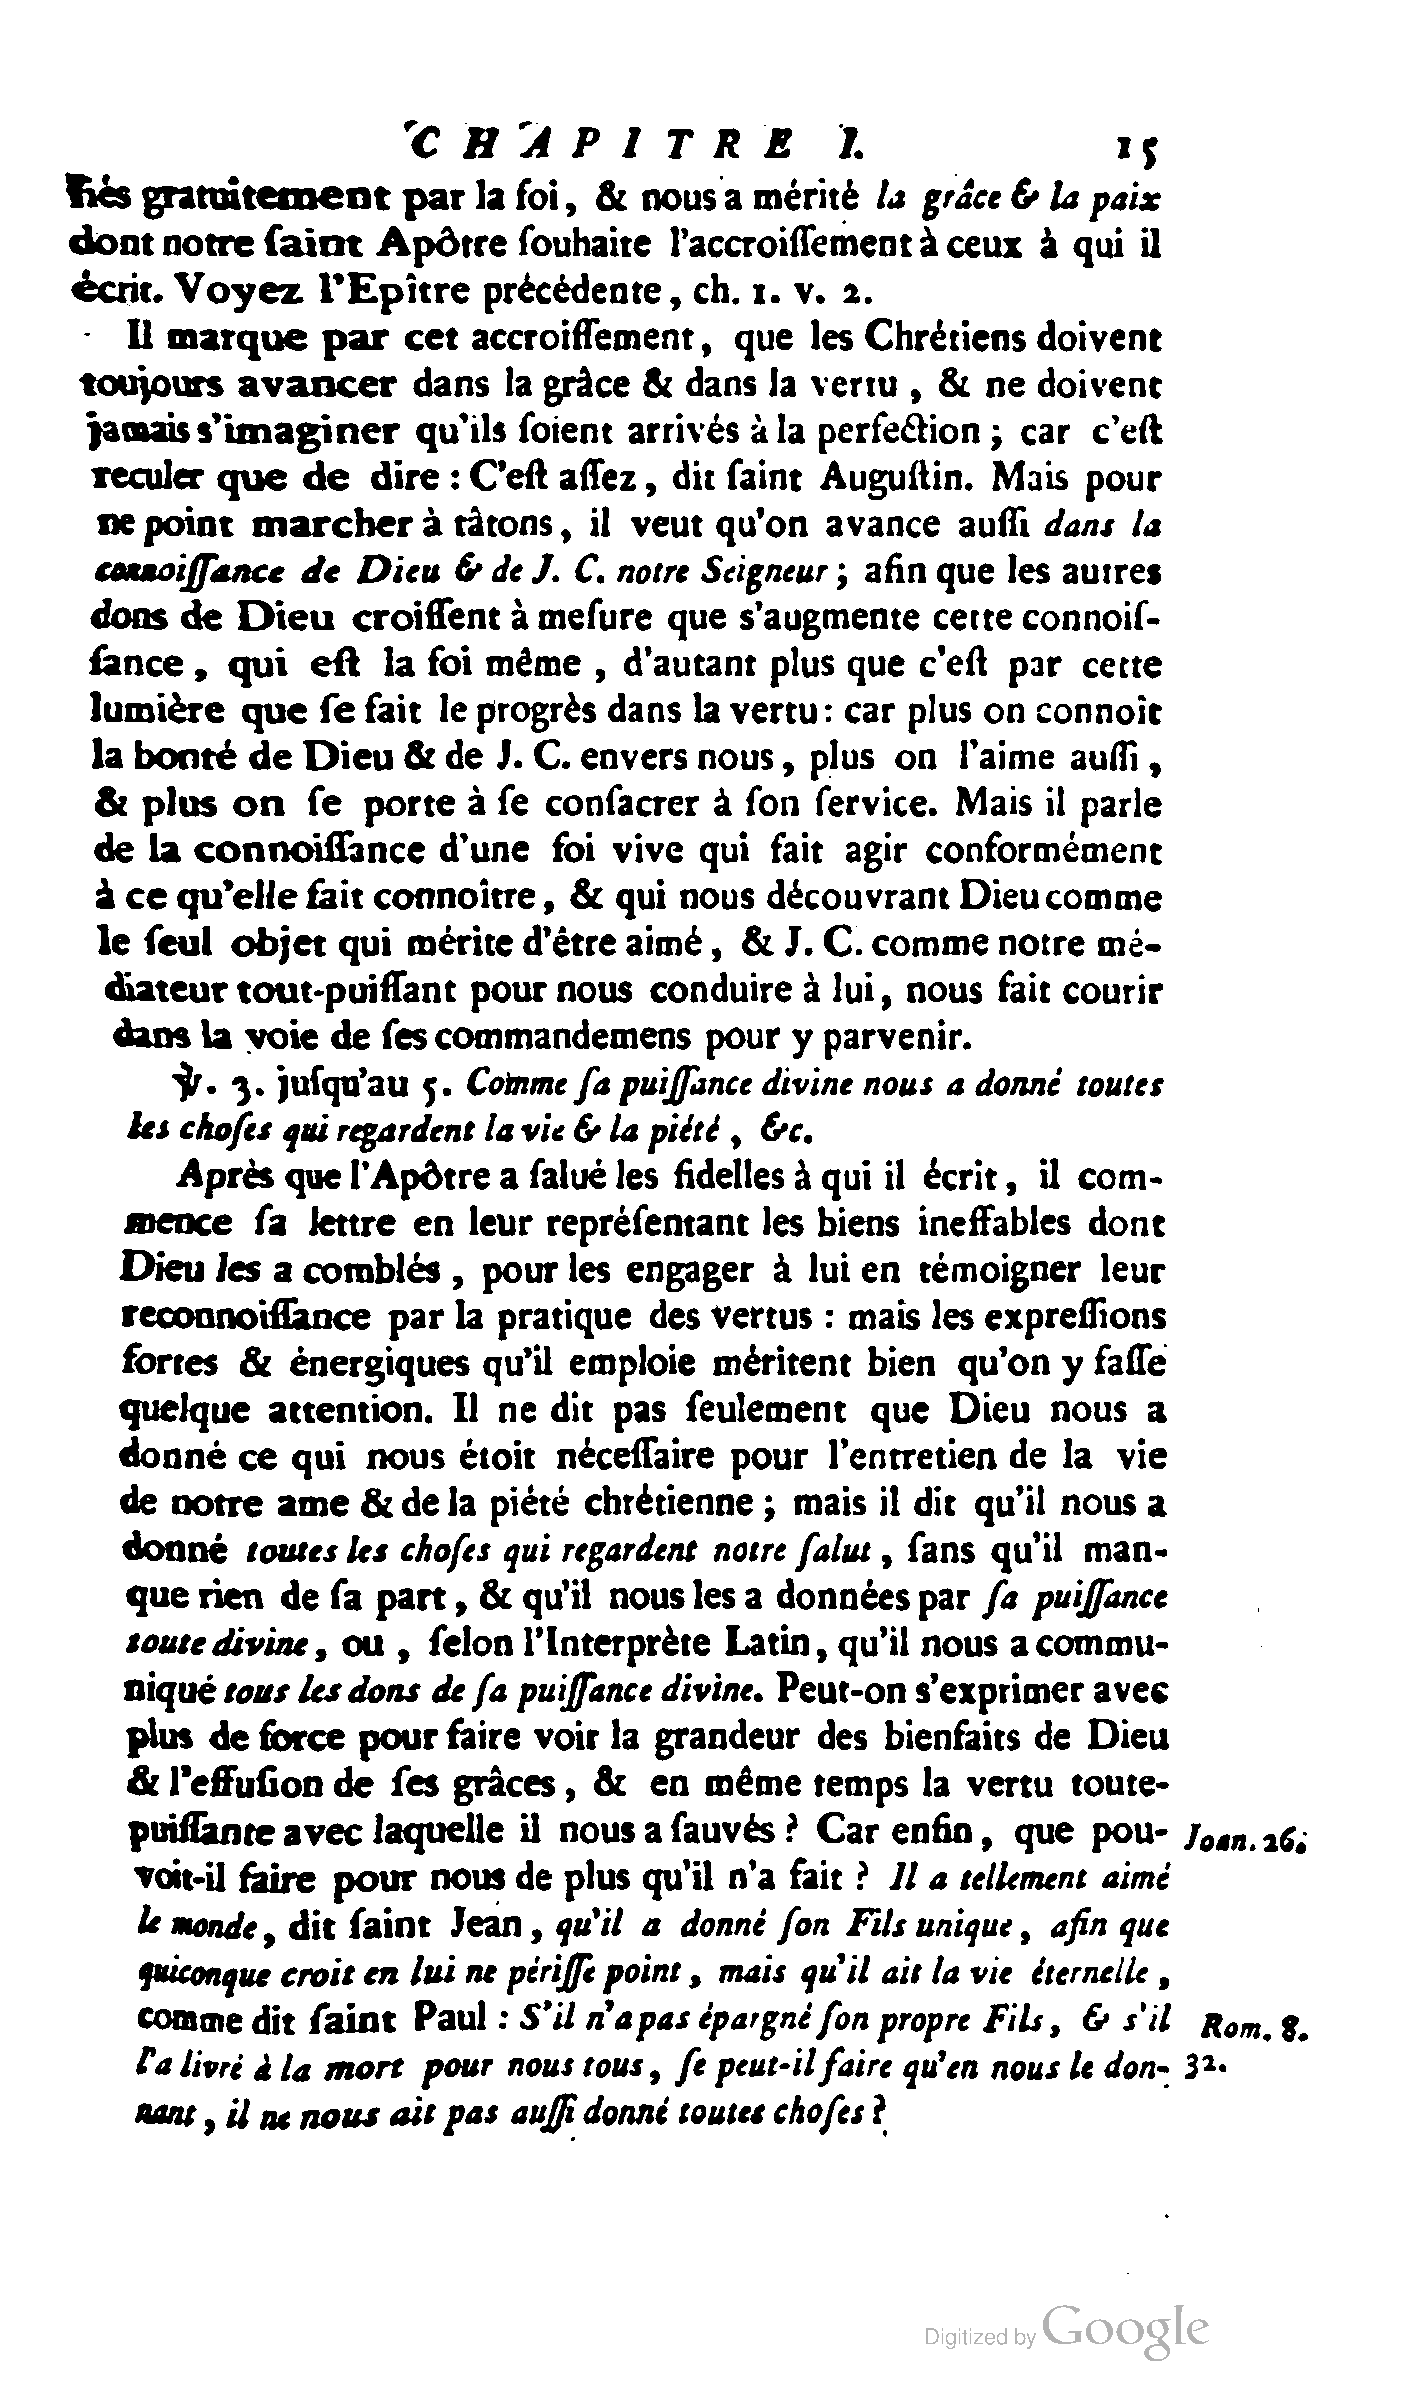 CHAPITRE I. 15
fiés gratuitement par la foi, & nous a mérité la grâce & la paix
dont notre ſaint Apôtre ſouhaite l'accroiſſement à ceux à qui il
écrit. Voyez l'Epître précédente, ch. 1. v. 2.
Il marque par cet accroiſſement, que les Chrétiens doivent
toujours avancer dans la grâce & dans la vertu, & ne doivent
jamais s'imaginer qu'ils ſoient arrivés à la perfection; car c'eſt
reculer que de dire : C'eſt aſſez, dit ſaint Auguſtin. Mais pour
ne point marcher à tâtons, il veut qu'on avance auſſi dans la
connoiſſance de Dieu & de J. C. notre Seigneur; afin que les autres
dons de Dieu croiſſent à meſure que s'augmente cette connoiſ-
ſance, qui eſt la foi même, d'autant plus que c'eſt par cette
lumière que ſe fait le progrès dans la vertu: car plus on connoît
la bonté de Dieu & de J. C. envers nous, plus on l'aime auſſi,
& plus on ſe porte à ſe conſacrer à ſon ſervice. Mais il parle
de la connoiſſance d'une foi vive qui fait agir conformément
à ce qu'elle fait connoître, & qui nous découvrant Dieu comme
le ſeul objet qui mérite d'être aimé, & J. C. comme notre mé-
diateur tout-puiſſant pour nous conduire à lui, nous fait courir
dans la voie de ſes commandemens pour y parvenir.
℣. 3. juſqu'au 5. Comme ſa puiſſance divine nous a donné toutes
les choſes qui regardent la vie & la piété, &c.
Après que l'Apôtre a ſalué les fidelles à qui il écrit, il com-
mence ſa lettre en leur repréſentant les biens ineffables dont
Dieu les a comblés, pour les engager à lui en témoigner leur
reconnoiſſance par la pratique des vertus : mais les expreſſions
fortes & énergiques qu'il emploie méritent bien qu'on y faſſe
quelque attention. Il ne dit pas ſeulement que Dieu nous a
donné ce qui nous étoit néceſſaire pour l'entretien de la vie
de notre ame & de la piété chrétienne; mais il dit qu'il nous a
donné toutes les choſes qui regardent notre ſalut, ſans qu'il man-
que rien de ſa part, & qu'il nous les a données par ſa puiſſance
toute divine, ou, ſelon l'Interprète Latin, qu'il nous a commu-
niqué tous les dons de ſa puiſſance divine. Peut-on s'exprimer avec
plus de force pour faire voir la grandeur des bienfaits de Dieu
& l'effuſion de ſes grâces, & en même temps la vertu toute-
puiſſante avec laquelle il nous a ſauvés ? Car enfin, que pou- Joan. 26.
voit-il faire pour nous de plus qu'il n'a fait ? Il a tellement aimé
le monde, dit ſaint Jean, qu'il a donné ſon Fils unique, afin que
quiconque croit en lui ne périſſe point, mais qu'il ait la vie éternelle,
comme dit ſaint Paul : S'il n'a pas épargné ſon propre Fils, & s'il Rom. 8.
l'a livré à la mort pour nous tous, ſe peut-il faire qu'en nous le don- 32.
nant, il ne nous ait pas auſſi donné toutes choſes ?
Digitized by Google